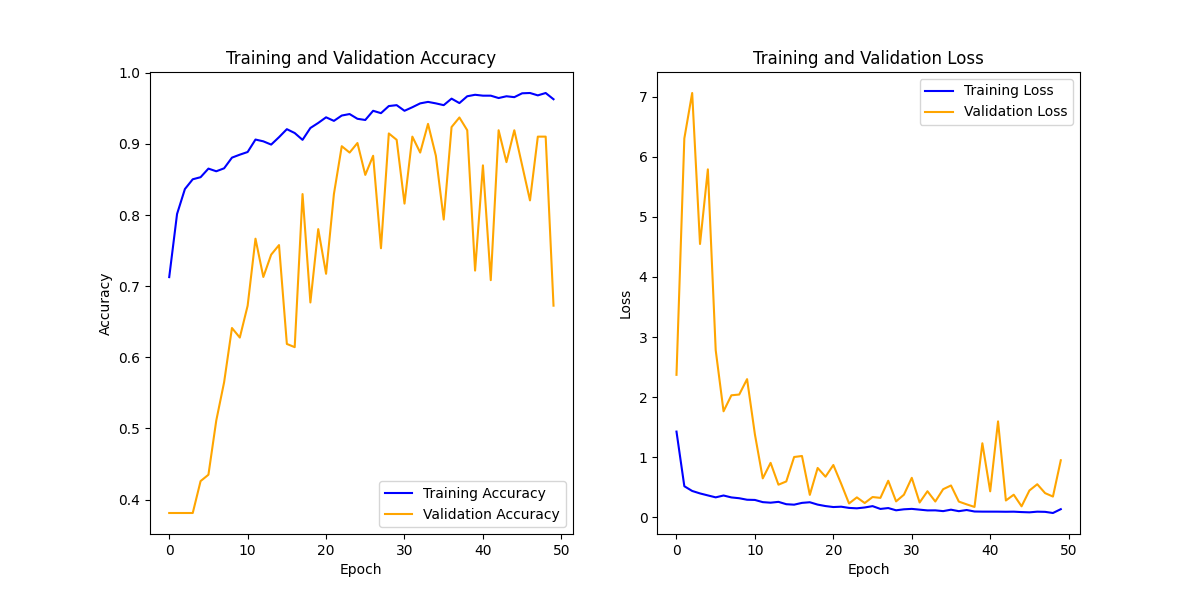 Training and Validation Accuracy
1.0
0.9
0.8
0.7
0.6
0.5
0.4
Accuracy
0
10
20
30
40
50
Epoch
Training Accuracy
Validation Accuracy
Training and Validation Loss
7
6
5
4
3
2
1
0
Loss
0
10
20
30
40
50
Epoch
Training Loss
Validation Loss